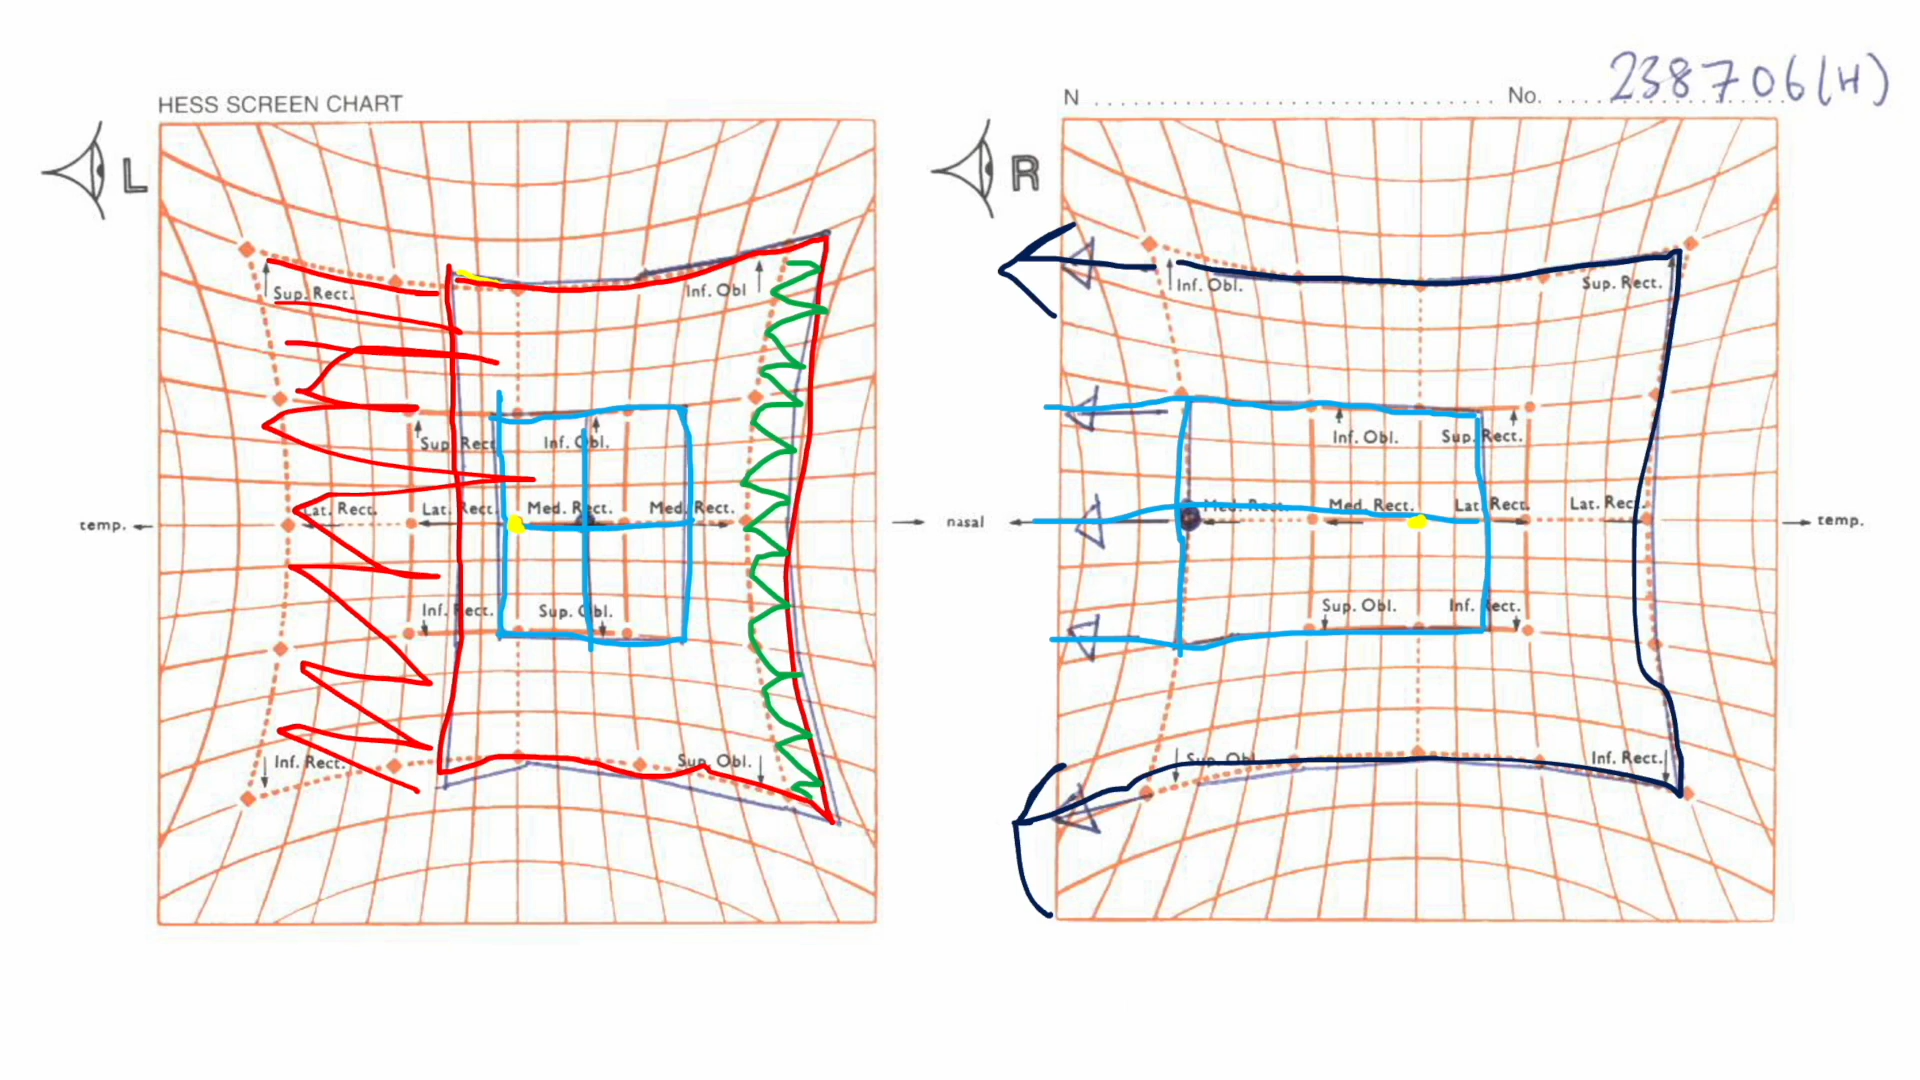 HESS SCREEN CHART
L
Sup. Rect.
Inf. Obl
Sup. Rect.
Inf. Obl.
temp.
Lat. Rect.
Lat. Rect.
Med. Rect.
Med. Rect.
Inf. Rect.
Sup. Obl.
Inf. Rect.
Sup. Obl.
N No. 238706(H)
R
Inf. Obl.
Sup. Rect.
Inf. Obl.
Sup. Rect.
nasal
Med. Rect.
Med. Rect.
Lat. Rect.
Lat. Rect.
temp.
Sup. Obl.
Inf. Rect.
Sup. Obl.
Inf. Rect.